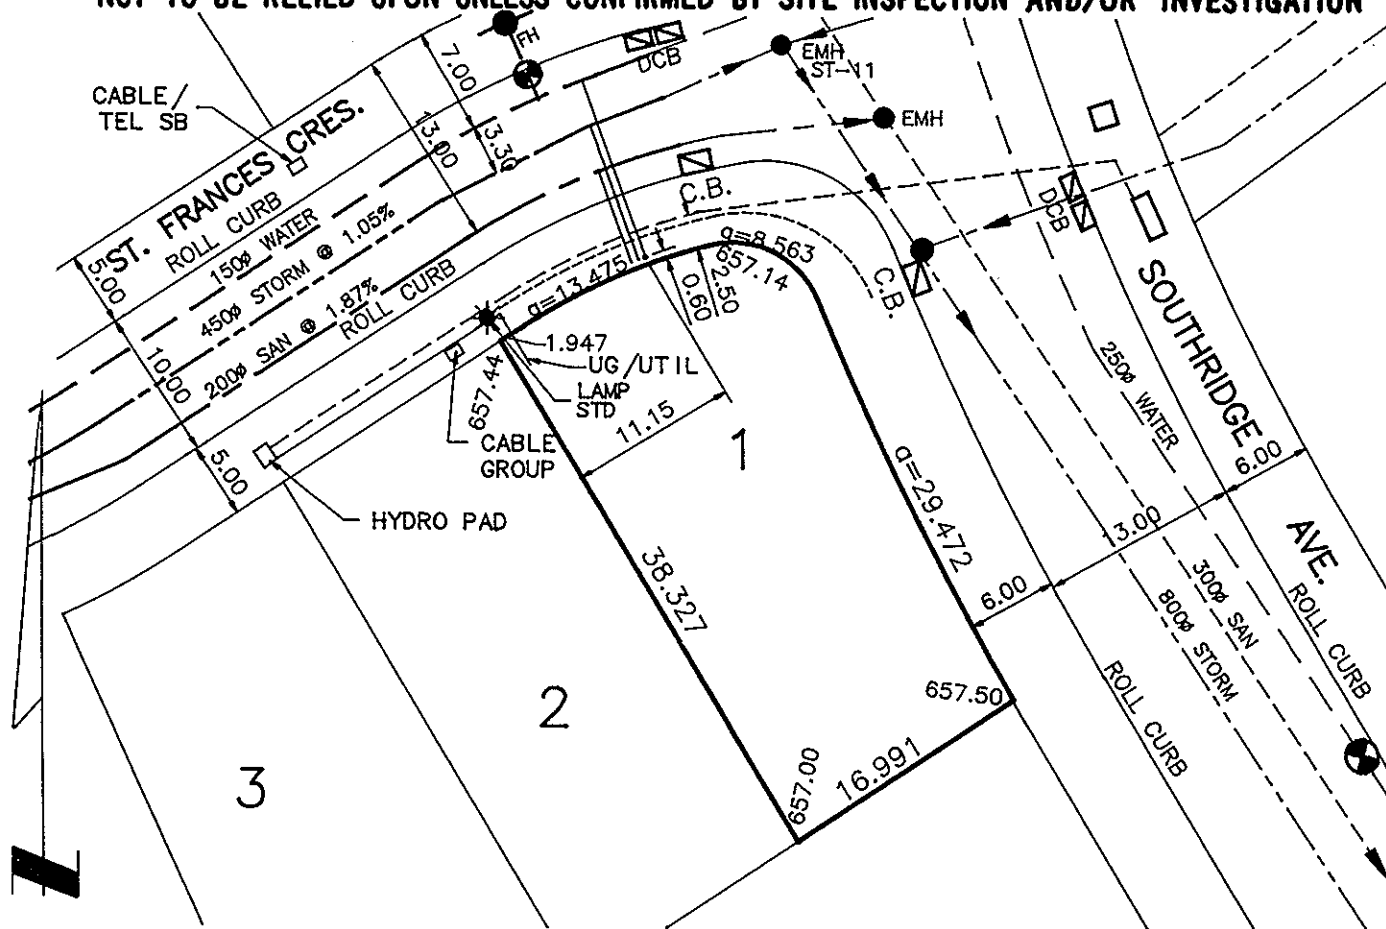 NOT TO BE RELIED UPON UNLESS CONFIRMED BY SITE INSPECTION AND/OR INVESTIGATION
FH
7.00
DCB
EMH
ST-11
CABLE/
TEL SB
ST. FRANCES CRES.
ROLL CURB
13.00
3.30
EMH
150ø WATER
450ø STORM @ 1.05%
200ø SAN @ 1.87%
ROLL CURB
C.B.
DCB
5.00
10.00
5.00
a=13.475
a=8.563
657.14
0.60
2.50
C.B.
SOUTHRIDGE AVE.
1.947
UG/UTIL
LAMP
STD
657.44
CABLE
GROUP
11.15
1
HYDRO PAD
250ø WATER
6.00
13.00
6.00
a=29.472
38.327
300ø SAN
800ø STORM
ROLL CURB
ROLL CURB
2
3
657.50
657.00
16.991